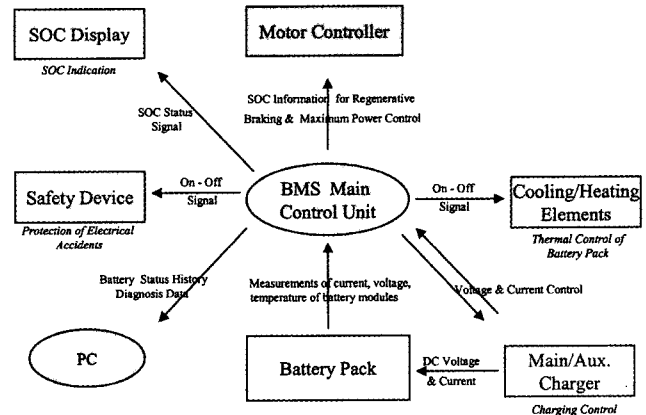 SOC Display
SOC Indication
Motor Controller
SOC Information for Regenerative
Braking & Maximum Power Control
SOC Status
Signal
Safety Device
Protection of Electrical
Accidents
On - Off
Signal
BMS Main
Control Unit
On - Off
Signal
Cooling/Heating
Elements
Thermal Control of
Battery Pack
Battery Status History
Diagnosis Data
Measurements of current, voltage,
temperature of battery modules
Voltage & Current Control
PC
Battery Pack
DC Voltage
& Current
Main/Aux.
Charger
Charging Control